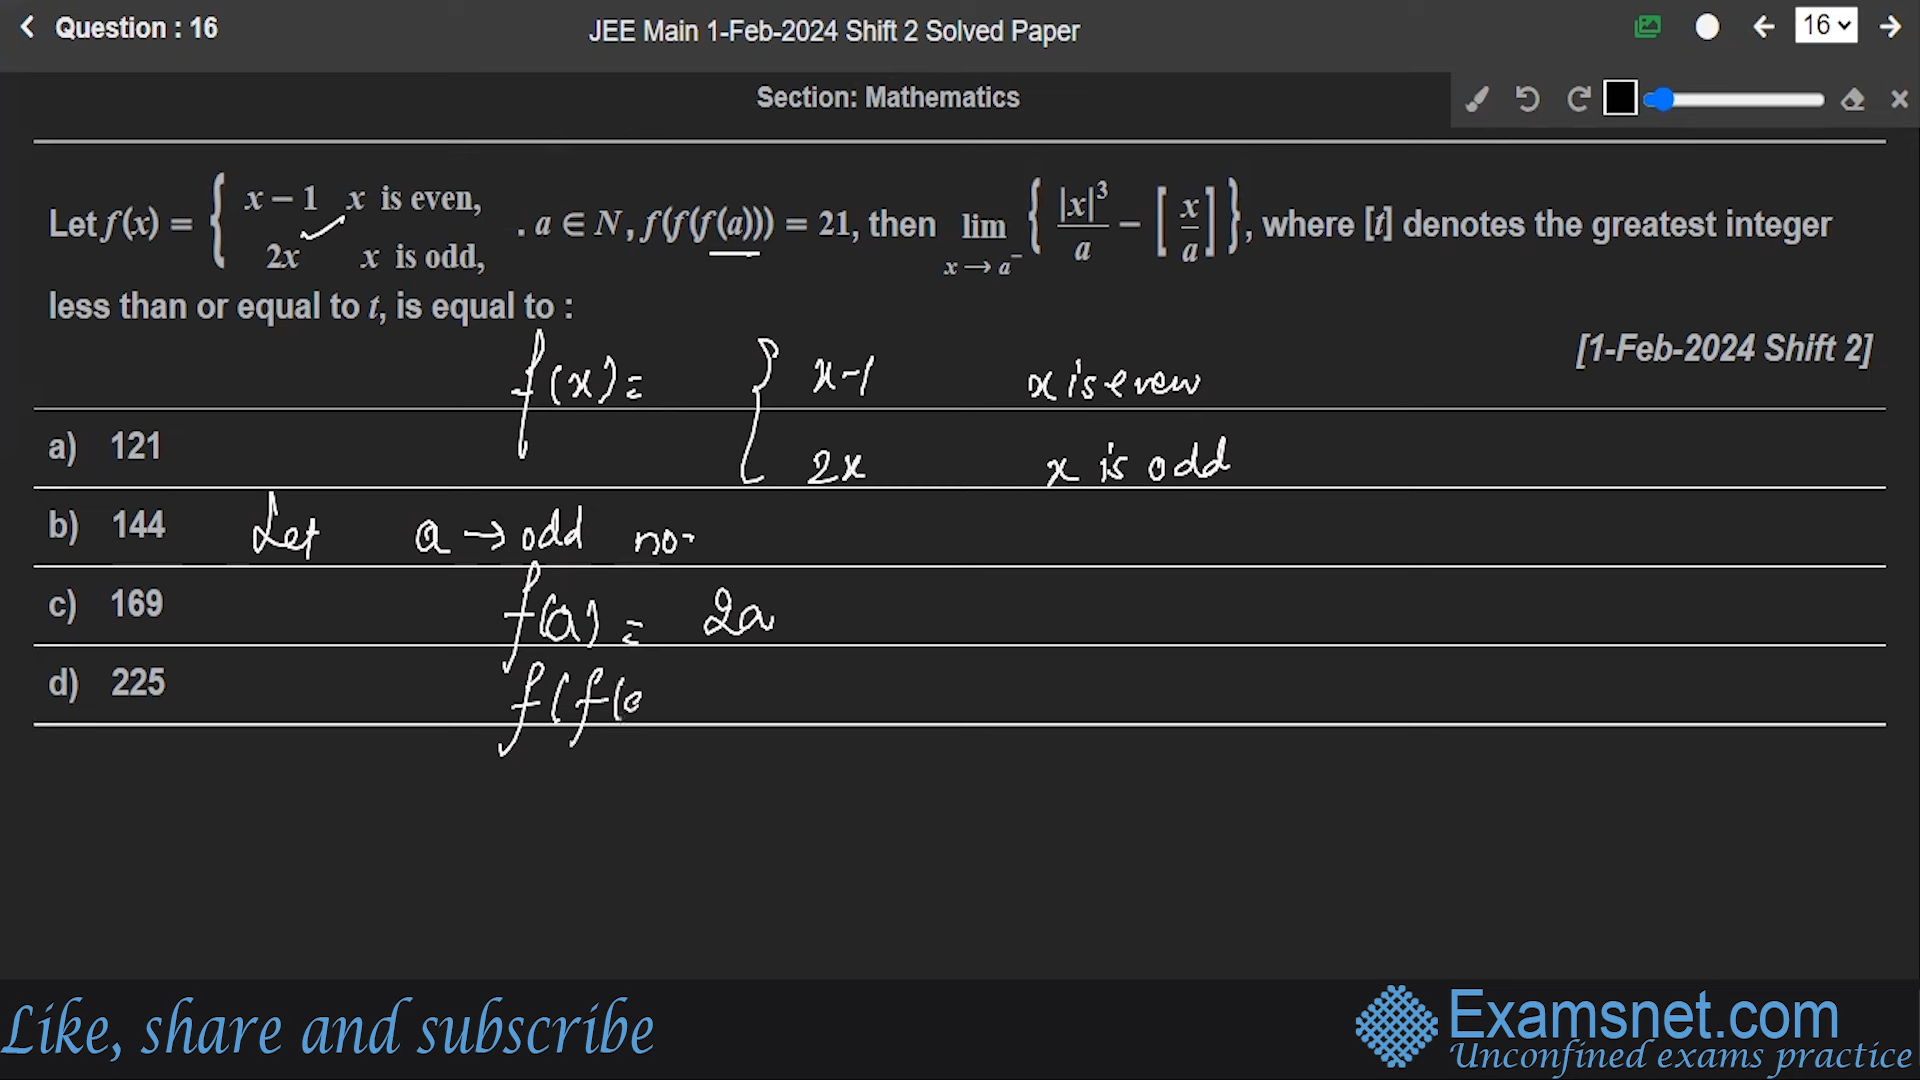 Question : 16
JEE Main 1-Feb-2024 Shift 2 Solved Paper
16
Section: Mathematics
Let f(x) = { x − 1 x is even, 2x x is odd, . a ∈ N, f(f(f(a))) = 21, then lim x → a⁻ { |x|³/a − [x/a] }, where [t] denotes the greatest integer
less than or equal to t, is equal to :
[1-Feb-2024 Shift 2]
f(x) = { x-1 x is even
2x x is odd
a) 121
b) 144
Let a → odd no.
c) 169
f(a) = 2a
d) 225
f(f(
Like, share and subscribe
Examsnet.com
Unconfined exams practice